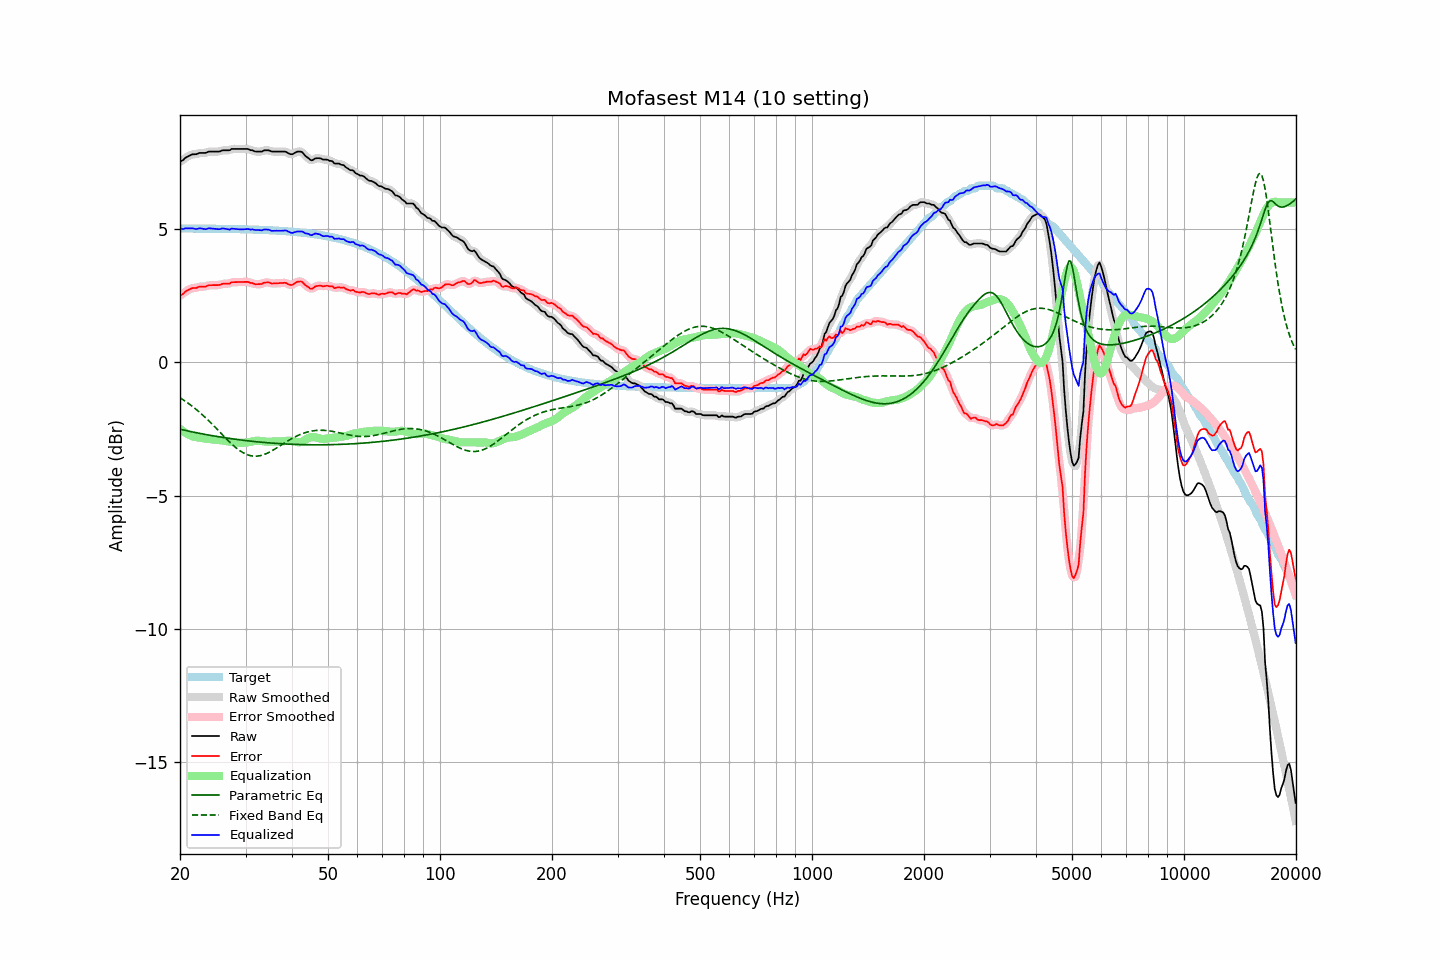 Mofasest M14 (10 setting)
Amplitude (dBr)
5
0
−5
−10
−15
Target
Raw Smoothed
Error Smoothed
Raw
Error
Equalization
Parametric Eq
Fixed Band Eq
Equalized
20 50 100 200 500 1000 2000 5000 10000 20000
Frequency (Hz)